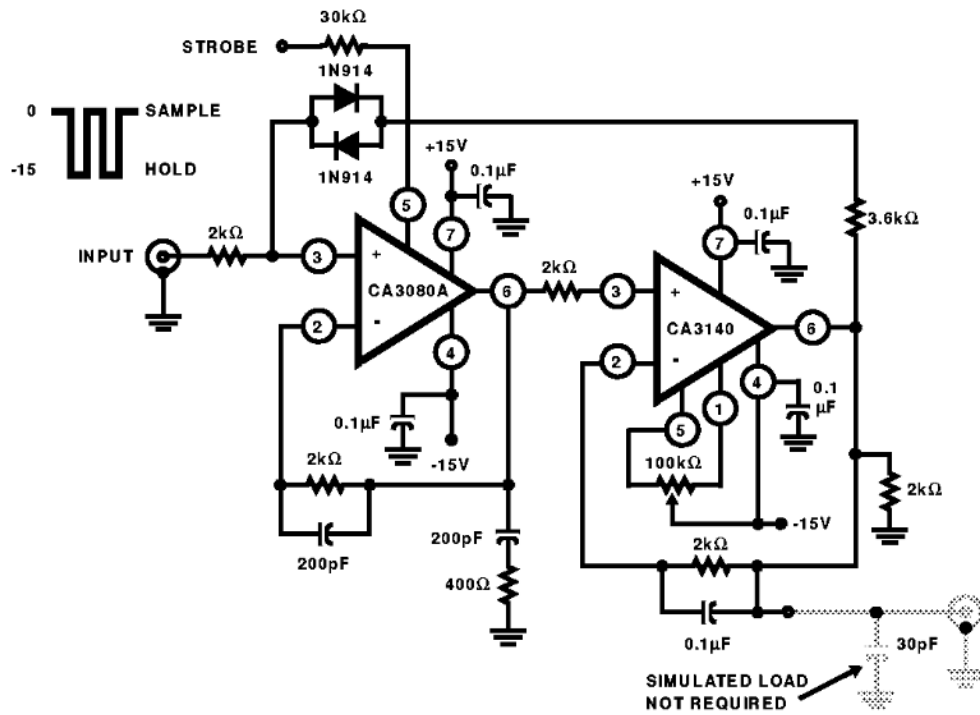 30kΩ
STROBE
1N914
0
SAMPLE
-15
HOLD
1N914
+15V
0.1µF
5
7
+15V
0.1µF
7
3.6kΩ
INPUT
2kΩ
3
+
CA3080A
6
2kΩ
3
+
CA3140
6
2
-
2
-
4
4
0.1
µF
0.1µF
-15V
5
1
100kΩ
2kΩ
-15V
2kΩ
200pF
200pF
400Ω
2kΩ
0.1µF
30pF
SIMULATED LOAD
NOT REQUIRED